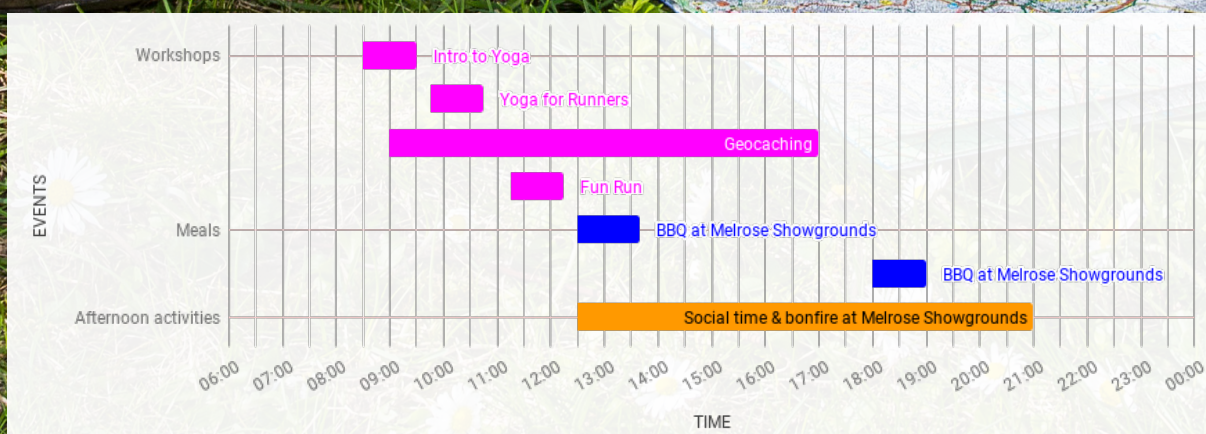 Workshops
Intro to Yoga
Yoga for Runners
Geocaching
Fun Run
EVENTS
Meals
BBQ at Melrose Showgrounds
BBQ at Melrose Showgrounds
Afternoon activities
Social time & bonfire at Melrose Showgrounds
06:00 07:00 08:00 09:00 10:00 11:00 12:00 13:00 14:00 15:00 16:00 17:00 18:00 19:00 20:00 21:00 22:00 23:00 00:00
TIME